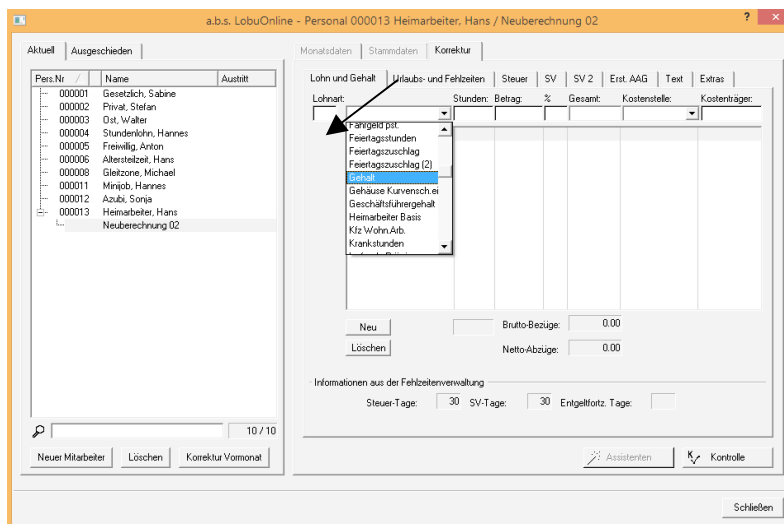 a.b.s. LobuOnline - Personal 000013 Heimarbeiter, Hans / Neuberechnung 02
? x
Aktuell Ausgeschieden
Monatsdaten Stammdaten Korrektur
Pers.Nr / Name Austritt
000001 Gesetzlich, Sabine
000002 Privat, Stefan
000003 Ost, Walter
000004 Stundenlohn, Hannes
000005 Freiwillig, Anton
000006 Altersteilzeit, Hans
000008 Gleitzone, Michael
000011 Minijob, Hannes
000012 Azubi, Sonja
000013 Heimarbeiter, Hans
Neuberechnung 02
10 / 10
Neuer Mitarbeiter Löschen Korrektur Vormonat
Lohn und Gehalt Urlaubs- und Fehlzeiten Steuer SV SV 2 Erst. AAG Text Extras
Lohnart: Stunden: Betrag: % Gesamt: Kostenstelle: Kostenträger:
Fahrgeld pst.
Feiertagsstunden
Feiertagszuschlag
Feiertagszuschlag (2)
Gehalt
Gehäuse Kurvensch.ei
Geschäftsführergehalt
Heimarbeiter Basis
Kfz Wohn.Arb.
Krankstunden
Neu Brutto-Bezüge: 0.00
Löschen Netto-Abzüge: 0.00
Informationen aus der Fehlzeitenverwaltung
Steuer-Tage: 30 SV-Tage: 30 Entgeltfortz. Tage:
Assistenten K Kontrolle
Schließen